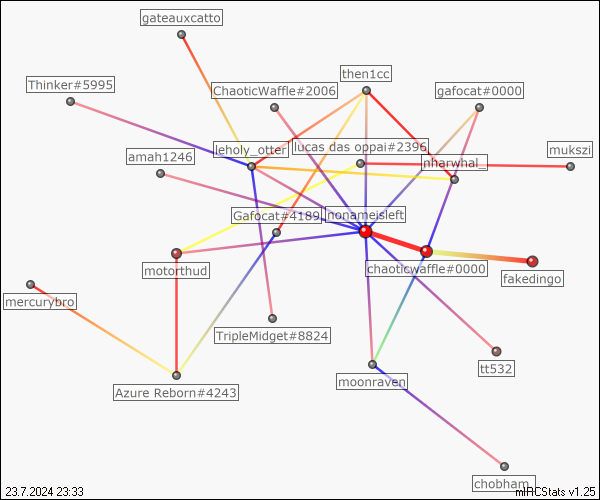 gateauxcatto
then1cc
Thinker#5995
ChaoticWaffle#2006
gafocat#0000
leholy_otter
lucas das oppai#2396
mukszi
amah1246
nharwhal_
Gafocat#4189
_nonameisleft
motorthud
chaoticwaffle#0000
fakedingo
mercurybro
TripleMidget#8824
tt532
Azure Reborn#4243
moonraven
chobham_
23.7.2024 23:33
mIRCStats v1.25